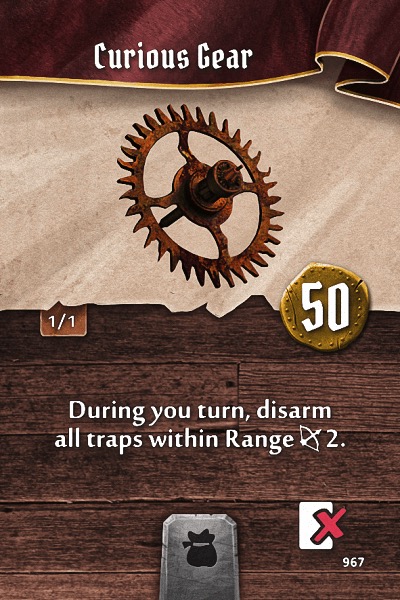 Curious Gear
1/1
50
During you turn, disarm
all traps within Range 2.
967